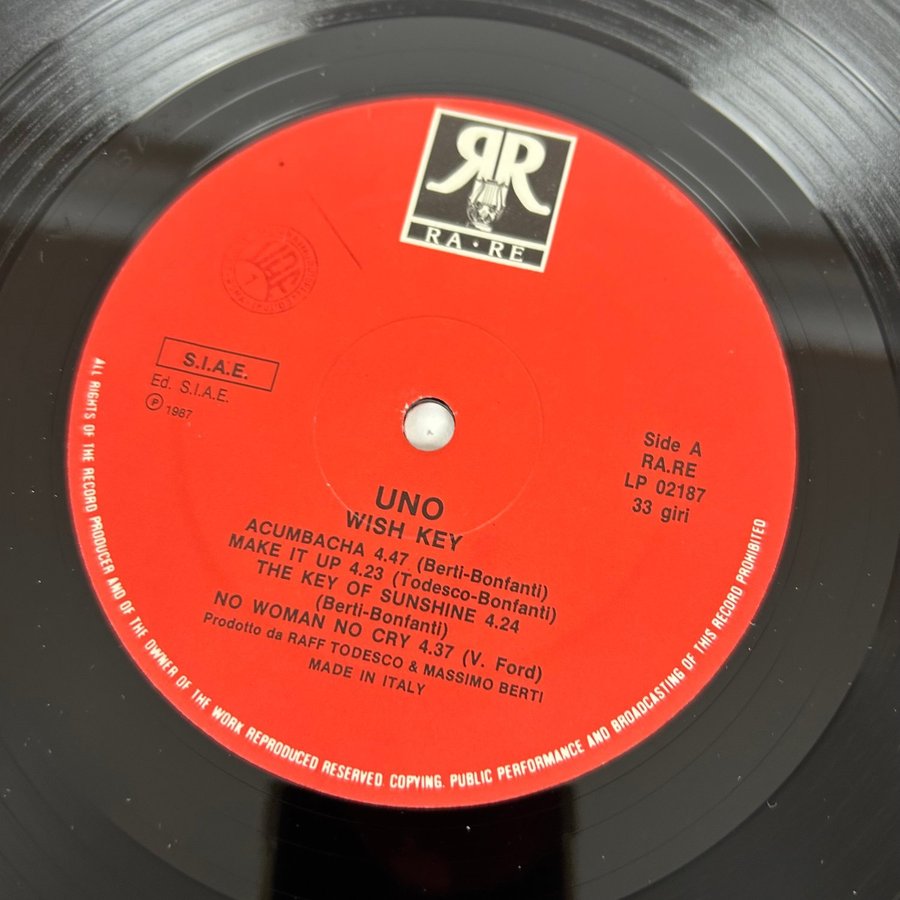 RR
RA•RE
S.I.A.E.
Ed. S.I.A.E.
Ⓟ 1987
Side A
RA.RE
LP 02187
33 giri
UNO
WISH KEY
ACUMBACHA 4.47 (Berti-Bonfanti)
MAKE IT UP 4.23 (Todesco-Bonfanti)
THE KEY OF SUNSHINE 4.24
(Berti-Bonfanti)
NO WOMAN NO CRY 4.37 (V. Ford)
Prodotto da RAFF TODESCO & MASSIMO BERTI
MADE IN ITALY
ALL RIGHTS OF THE RECORD PRODUCER AND OF THE OWNER OF THE WORK REPRODUCED RESERVED COPYING. PUBLIC PERFORMANCE AND BROADCASTING OF THIS RECORD PROHIBITED